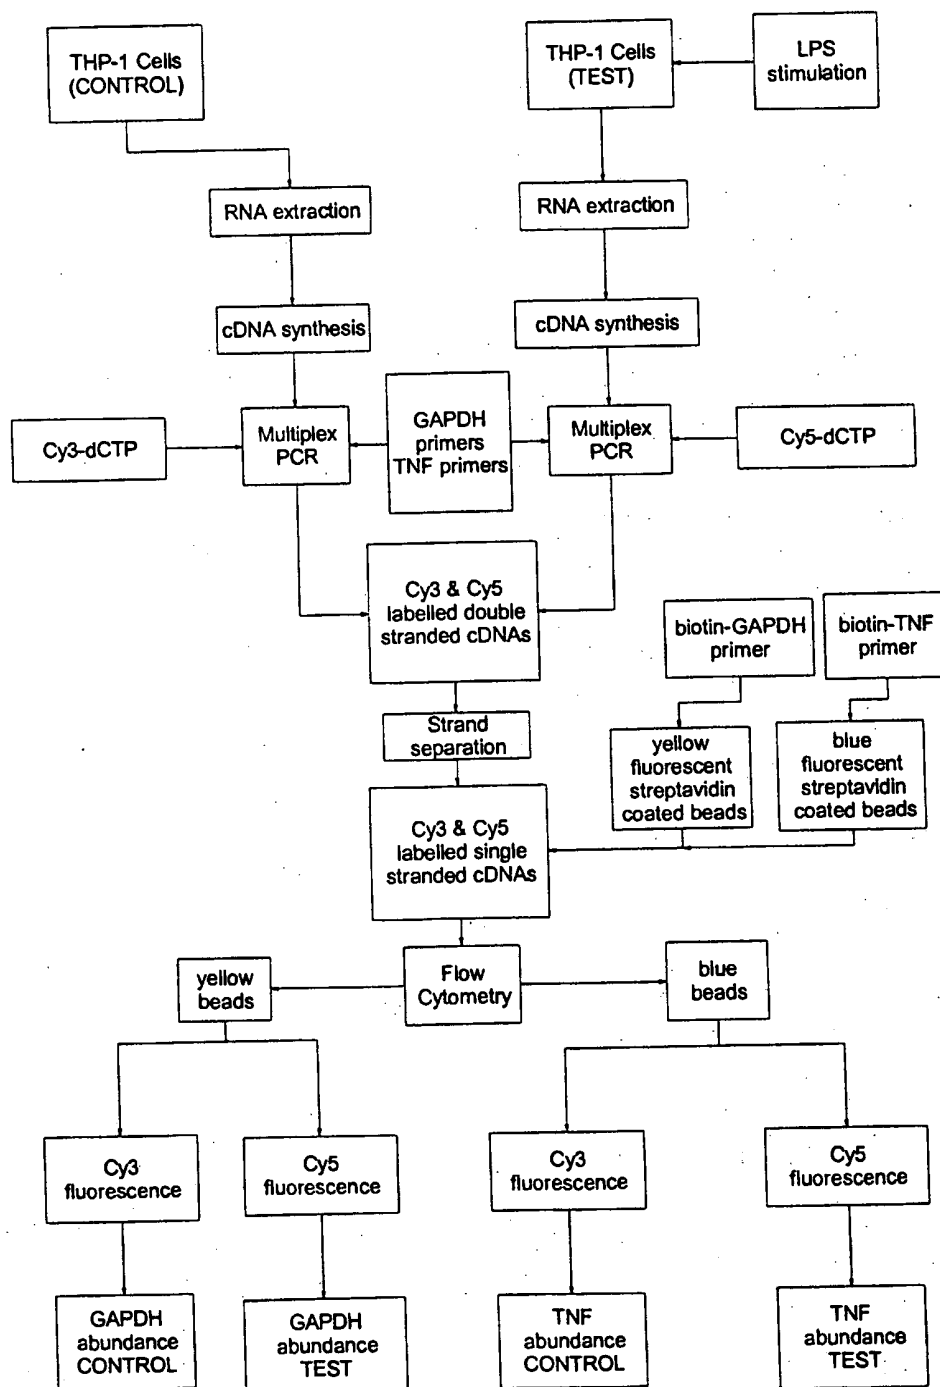 THP-1 Cells
(CONTROL)
THP-1 Cells
(TEST)
LPS
stimulation
RNA extraction
RNA extraction
cDNA synthesis
cDNA synthesis
Cy3-dCTP
Multiplex
PCR
GAPDH
primers
TNF primers
Multiplex
PCR
Cy5-dCTP
Cy3 & Cy5
labelled double
stranded cDNAs
biotin-GAPDH
primer
biotin-TNF
primer
Strand
separation
yellow
fluorescent
streptavidin
coated beads
blue
fluorescent
streptavidin
coated beads
Cy3 & Cy5
labelled single
stranded cDNAs
yellow
beads
Flow
Cytometry
blue
beads
Cy3
fluorescence
Cy5
fluorescence
Cy3
fluorescence
Cy5
fluorescence
GAPDH
abundance
CONTROL
GAPDH
abundance
TEST
TNF
abundance
CONTROL
TNF
abundance
TEST